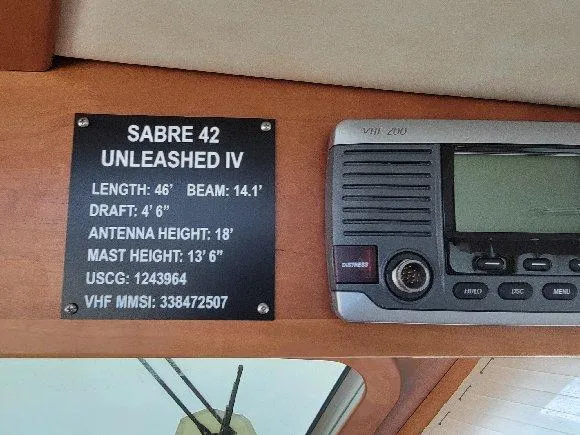 SABRE 42
UNLEASHED IV
LENGTH: 46' BEAM: 14.1'
DRAFT: 4' 6"
ANTENNA HEIGHT: 18'
MAST HEIGHT: 13' 6"
USCG: 1243964
VHF MMSI: 338472507
VHF 200
DISTRESS
HI/LO DSC MENU